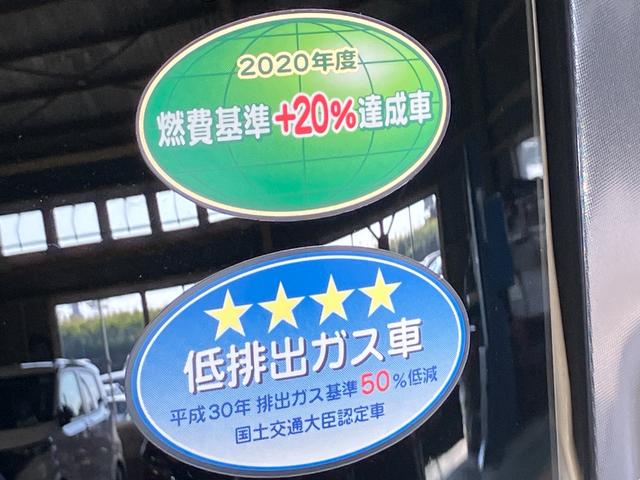 2020年度
燃費基準+20%達成車
低排出ガス車
平成30年 排出ガス基準50%低減
国土交通大臣認定車